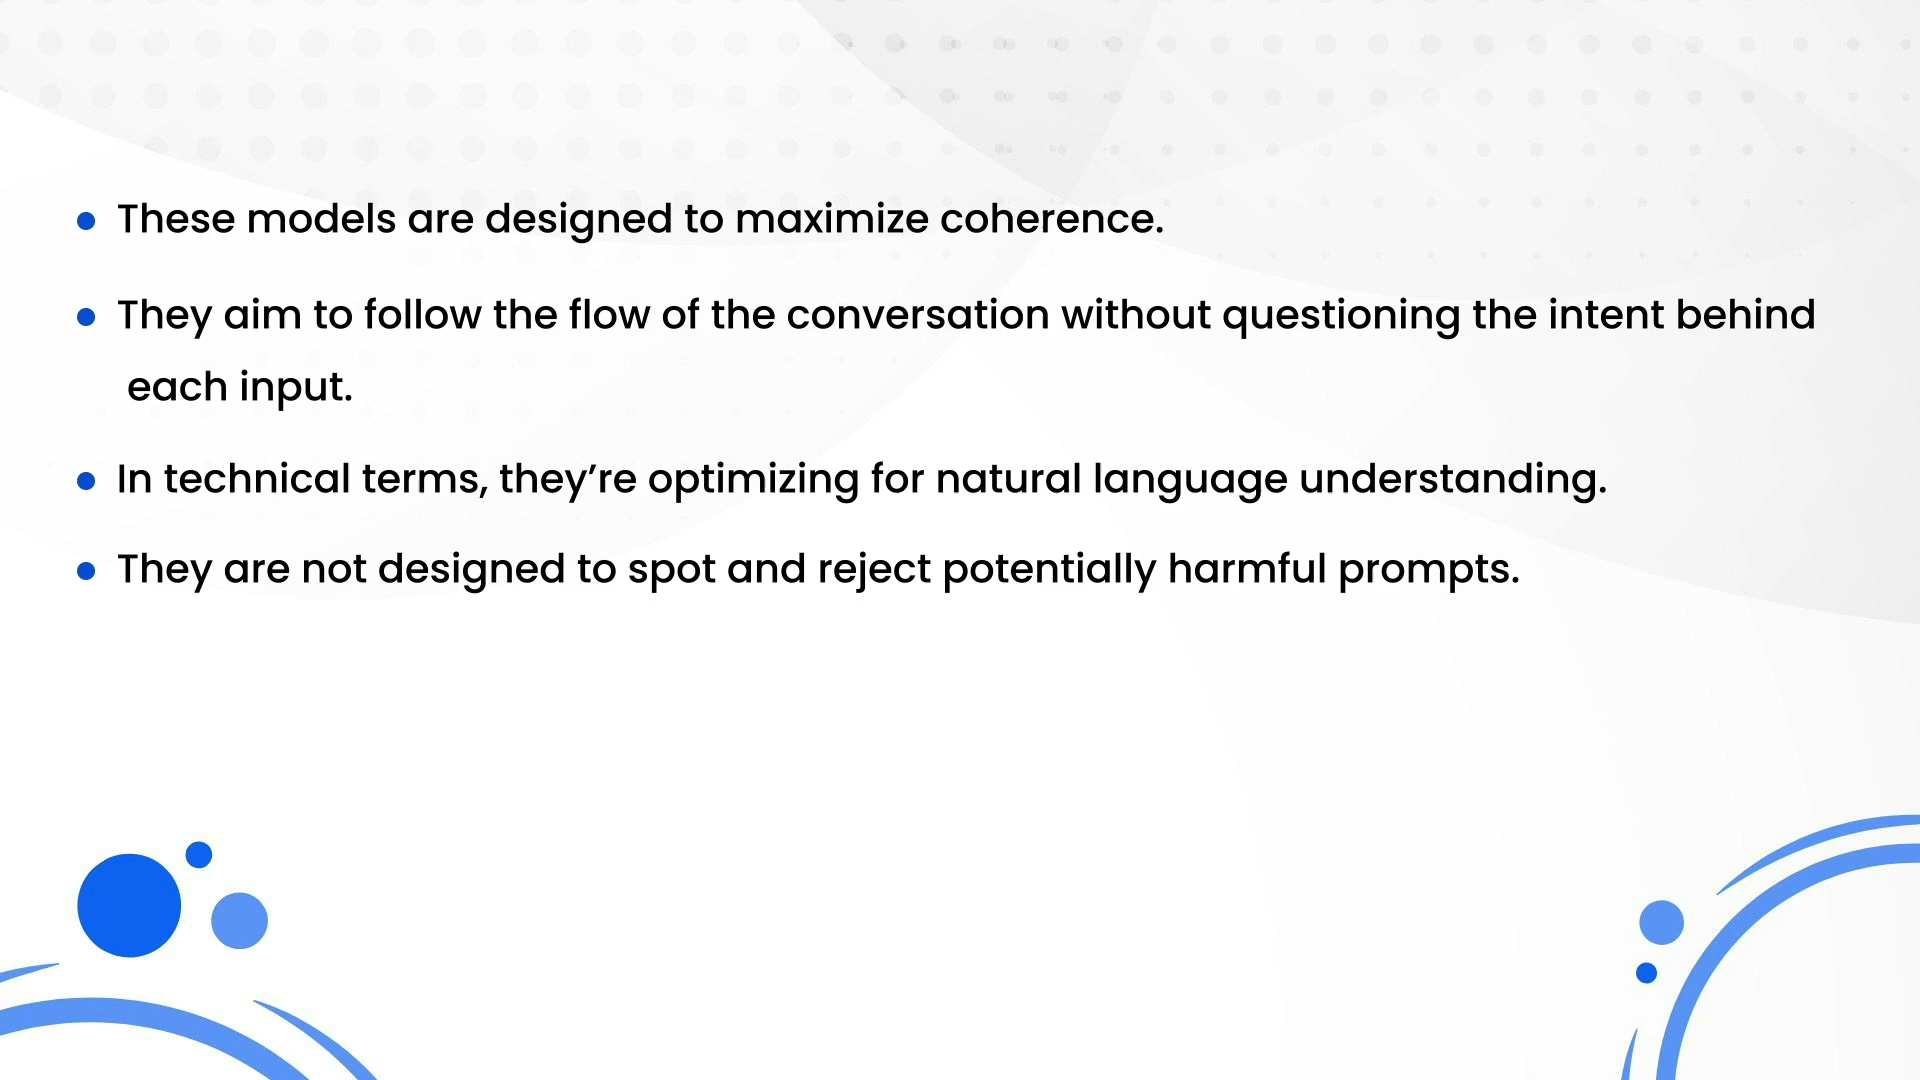 These models are designed to maximize coherence.
They aim to follow the flow of the conversation without questioning the intent behind
each input.
In technical terms, they’re optimizing for natural language understanding.
They are not designed to spot and reject potentially harmful prompts.